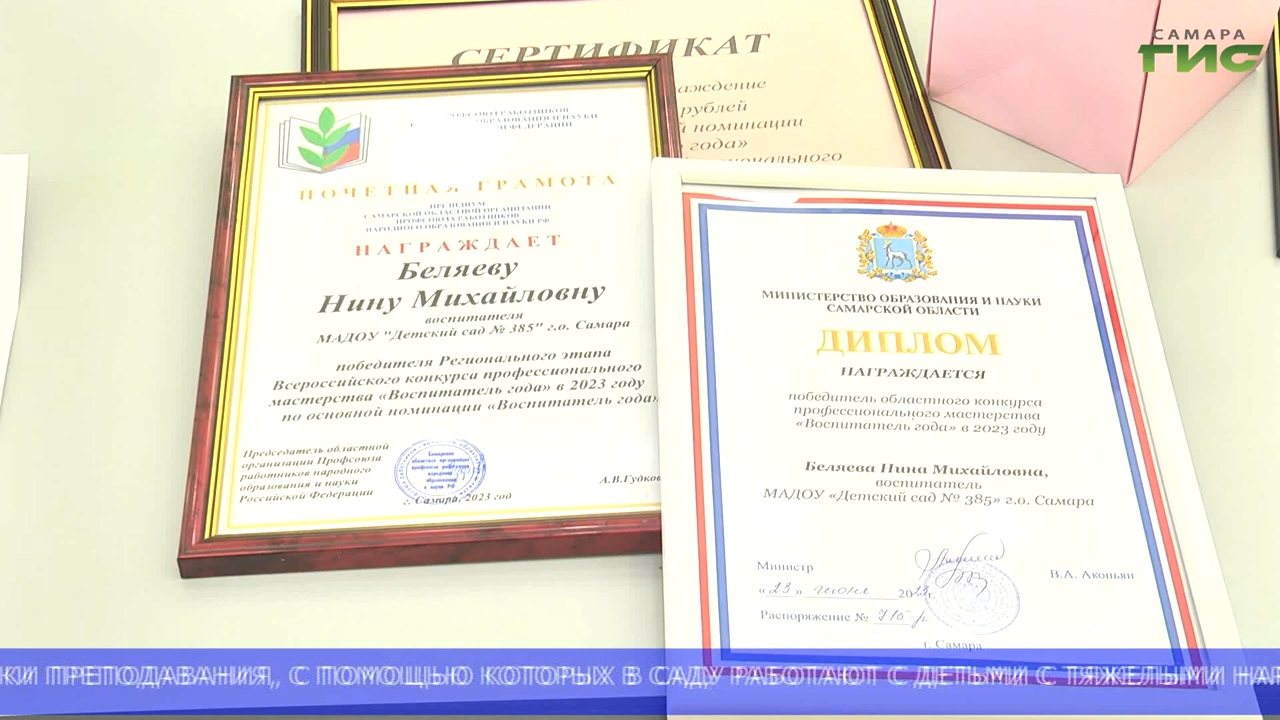 САМАРА
ГИС
СЕРТИФИКАТ
рублей
номинации
года»
ПОЧЕТНАЯ ГРАМОТА
ПРЕЗИДИУМ
САМАРСКОЙ ОБЛАСТНОЙ ОРГАНИЗАЦИИ
ПРОФСОЮЗА РАБОТНИКОВ
НАРОДНОГО ОБРАЗОВАНИЯ И НАУКИ РФ
НАГРАЖДАЕТ
Беляеву
Нину Михайловну
воспитателя
МАДОУ "Детский сад № 385" г.о. Самара
победителя Регионального этапа
Всероссийского конкурса профессионального
мастерства «Воспитатель года» в 2023 году
по основной номинации «Воспитатель года»
Председатель областной
организации Профсоюза
работников народного
образования и науки
Российской Федерации
А.В.Гудков
г. Самара, 2023 год
МИНИСТЕРСТВО ОБРАЗОВАНИЯ И НАУКИ
САМАРСКОЙ ОБЛАСТИ
ДИПЛОМ
НАГРАЖДАЕТСЯ
победитель областного конкурса
профессионального мастерства
«Воспитатель года» в 2023 году
Беляева Нина Михайловна,
воспитатель
МАДОУ «Детский сад № 385» г.о. Самара
Министр
В.А. Акопьян
«23» июня 2023г.
Распоряжение № 715-р
г. Самара
ПРЕПОДАВАНИЯ, С ПОМОЩЬЮ КОТОРЫХ В САДУ РАБОТАЮТ С ДЕТЬМИ С ТЯЖЕЛЫМИ